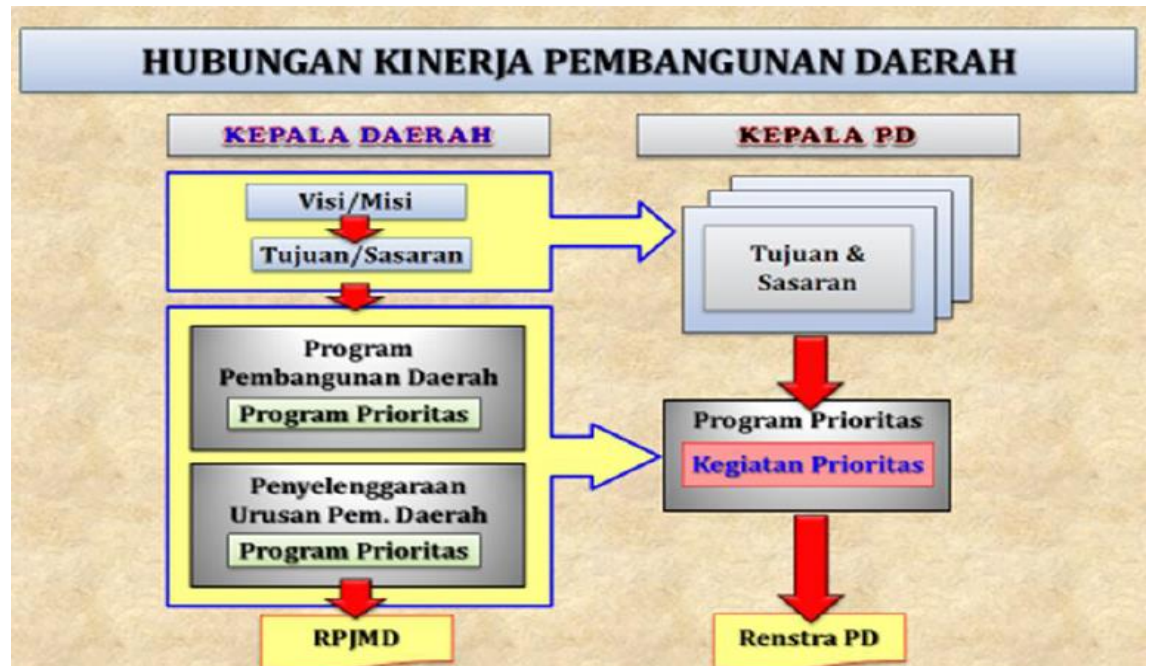 HUBUNGAN KINERJA PEMBANGUNAN DAERAH
KEPALA DAERAH
Visi/Misi
Tujuan/Sasaran
Program
Pembangunan Daerah
Program Prioritas
Penyelenggaraan
Urusan Pem. Daerah
Program Prioritas
RPJMD
KEPALA PD
Tujuan &
Sasaran
Program Prioritas
Kegiatan Prioritas
Renstra PD